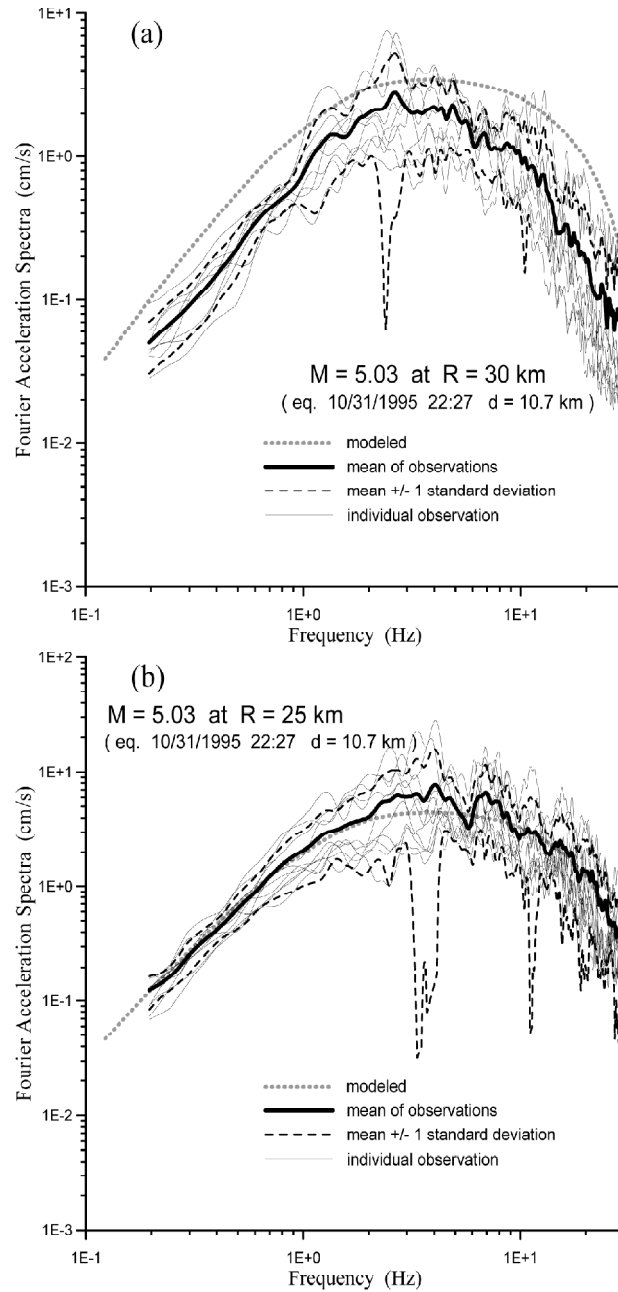 (a)
1E+1
1E+0
1E-1
1E-2
1E-3
Fourier Acceleration Spectra (cm/s)
M = 5.03 at R = 30 km
( eq. 10/31/1995 22:27 d = 10.7 km )
modeled
mean of observations
mean +/- 1 standard deviation
individual observation
1E-1
1E+0
1E+1
Frequency (Hz)
(b)
1E+2
1E+1
1E+0
1E-1
1E-2
1E-3
Fourier Acceleration Spectra (cm/s)
M = 5.03 at R = 25 km
( eq. 10/31/1995 22:27 d = 10.7 km )
modeled
mean of observations
mean +/- 1 standard deviation
individual observation
1E-1
1E+0
1E+1
Frequency (Hz)